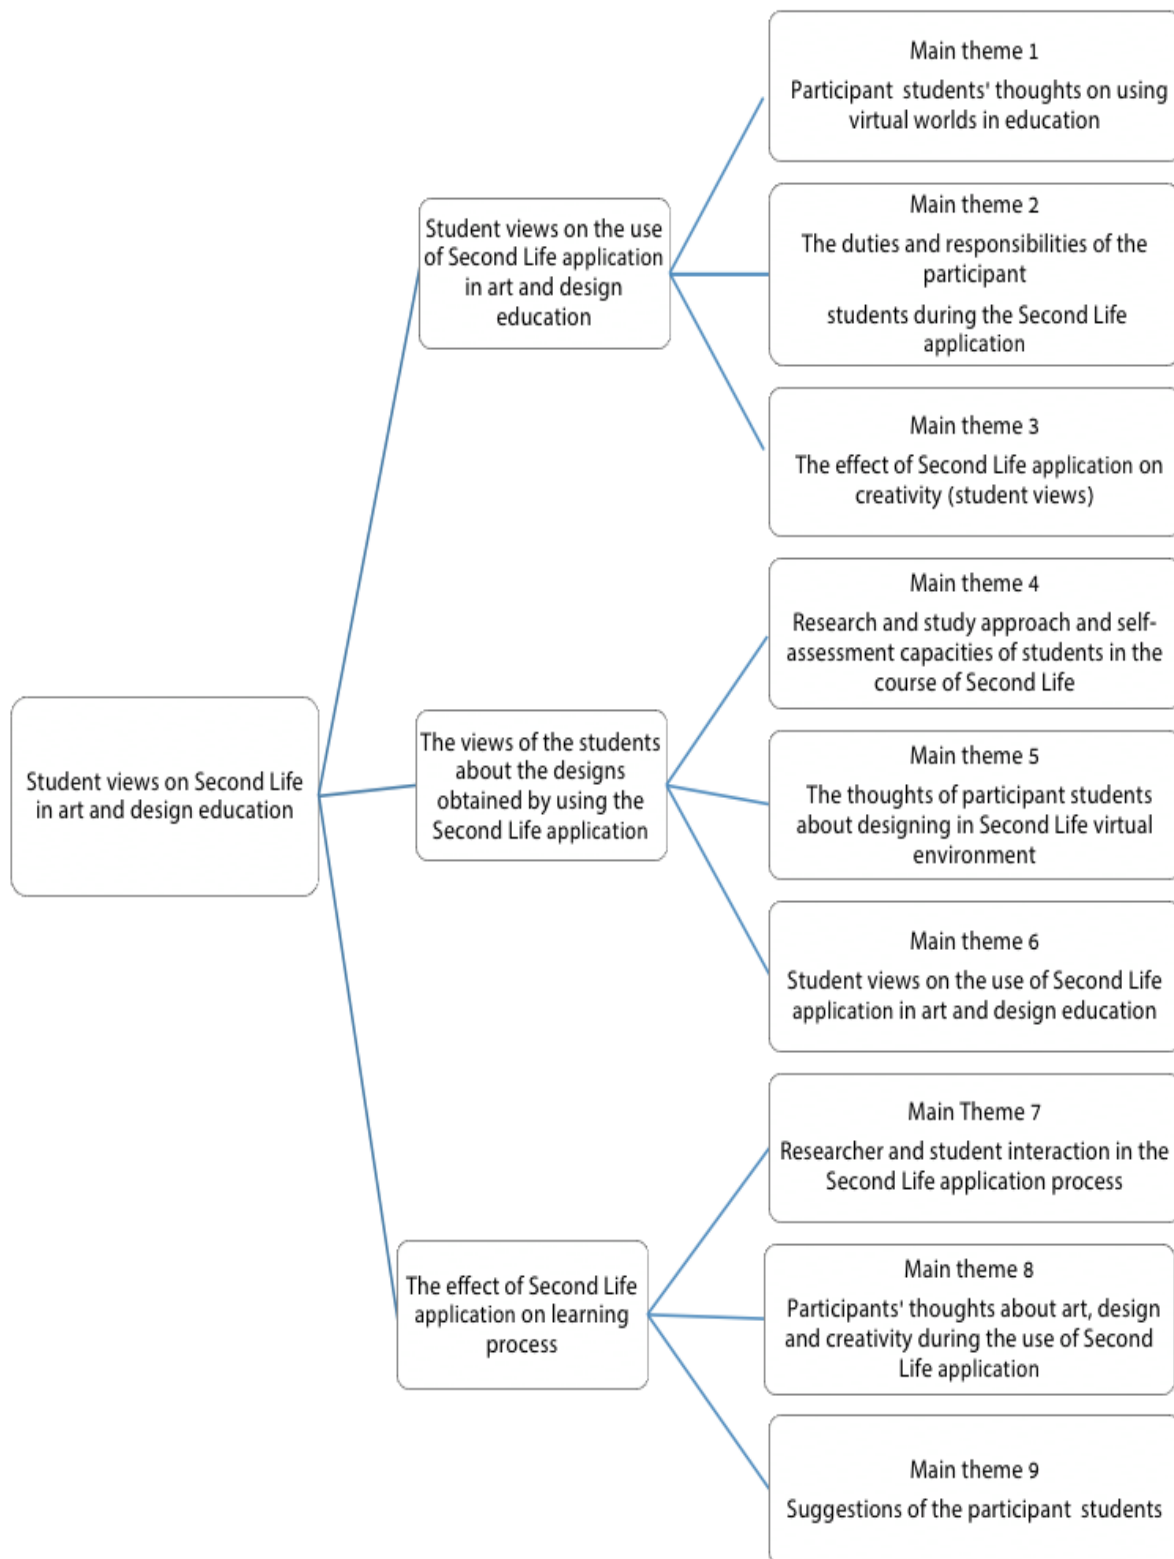 Main theme 1
Participant students' thoughts on using
virtual worlds in education
Student views on the use
of Second Life application
in art and design
education
Main theme 2
The duties and responsibilities of the
participant
students during the Second Life
application
Main theme 3
The effect of Second Life application on
creativity (student views)
Student views on Second Life
in art and design education
The views of the students
about the designs
obtained by using the
Second Life application
Main theme 4
Research and study approach and self-
assessment capacities of students in the
course of Second Life
Main theme 5
The thoughts of participant students
about designing in Second Life virtual
environment
Main theme 6
Student views on the use of Second Life
application in art and design education
The effect of Second Life
application on learning
process
Main Theme 7
Researcher and student interaction in the
Second Life application process
Main theme 8
Participants' thoughts about art, design
and creativity during the use of Second
Life application
Main theme 9
Suggestions of the participant students